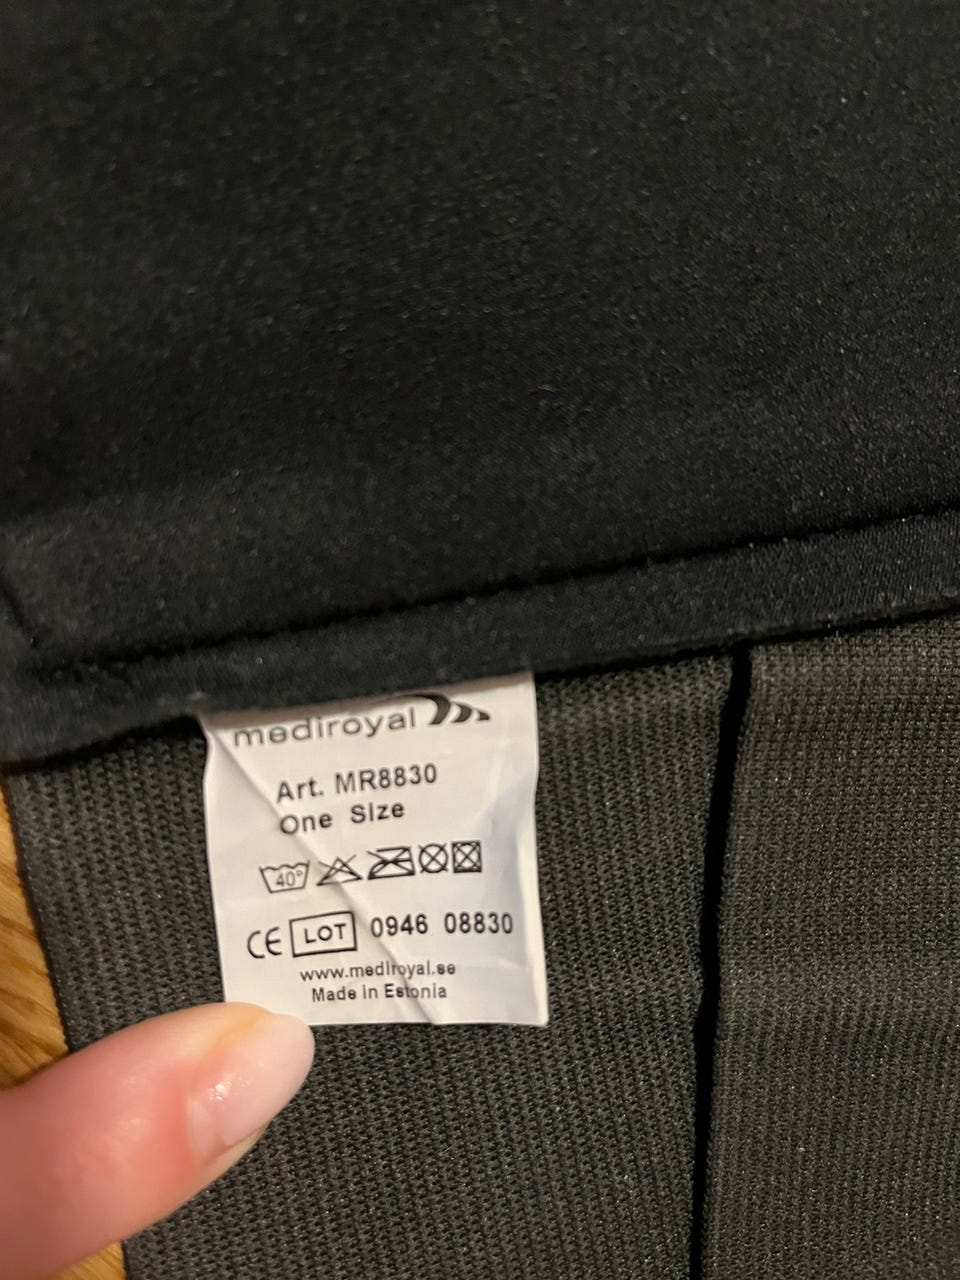 mediroyal
Art. MR8830
One Size
40°
CE LOT 0946 08830
www.mediroyal.se
Made in Estonia